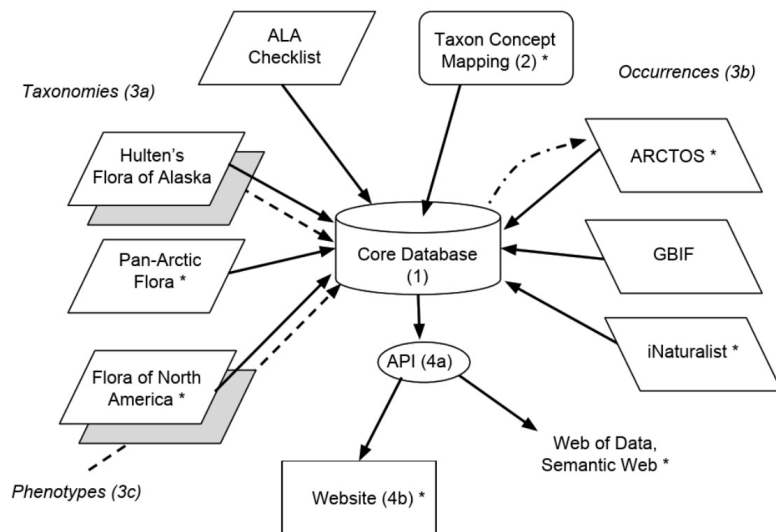 ALA
Checklist
Taxon Concept
Mapping (2) *
Taxonomies (3a)
Occurrences (3b)
Hulten's
Flora of Alaska
ARCTOS *
Pan-Arctic
Flora *
Core Database
(1)
GBIF
Flora of North
America *
API (4a)
iNaturalist *
Web of Data,
Semantic Web *
Phenotypes (3c)
Website (4b) *